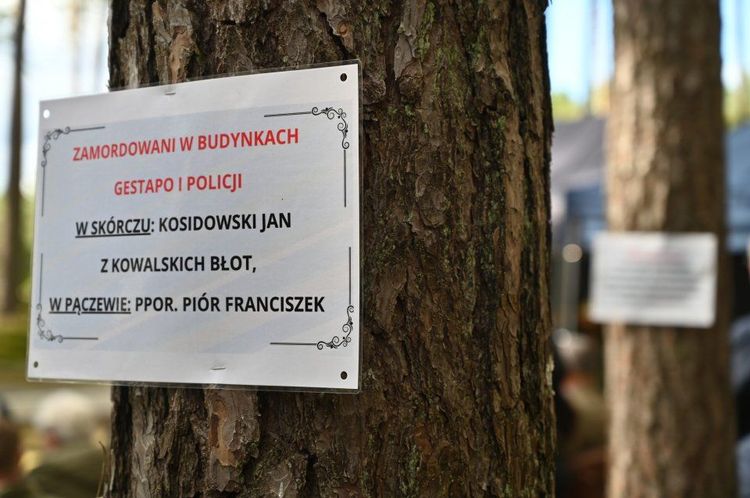 ZAMORDOWANI W BUDYNKACH
GESTAPO I POLICJI
W SKÓRCZU: KOSIDOWSKI JAN
Z KOWALSKICH BŁOT,
W PĄCZEWIE: PPOR. PIÓR FRANCISZEK